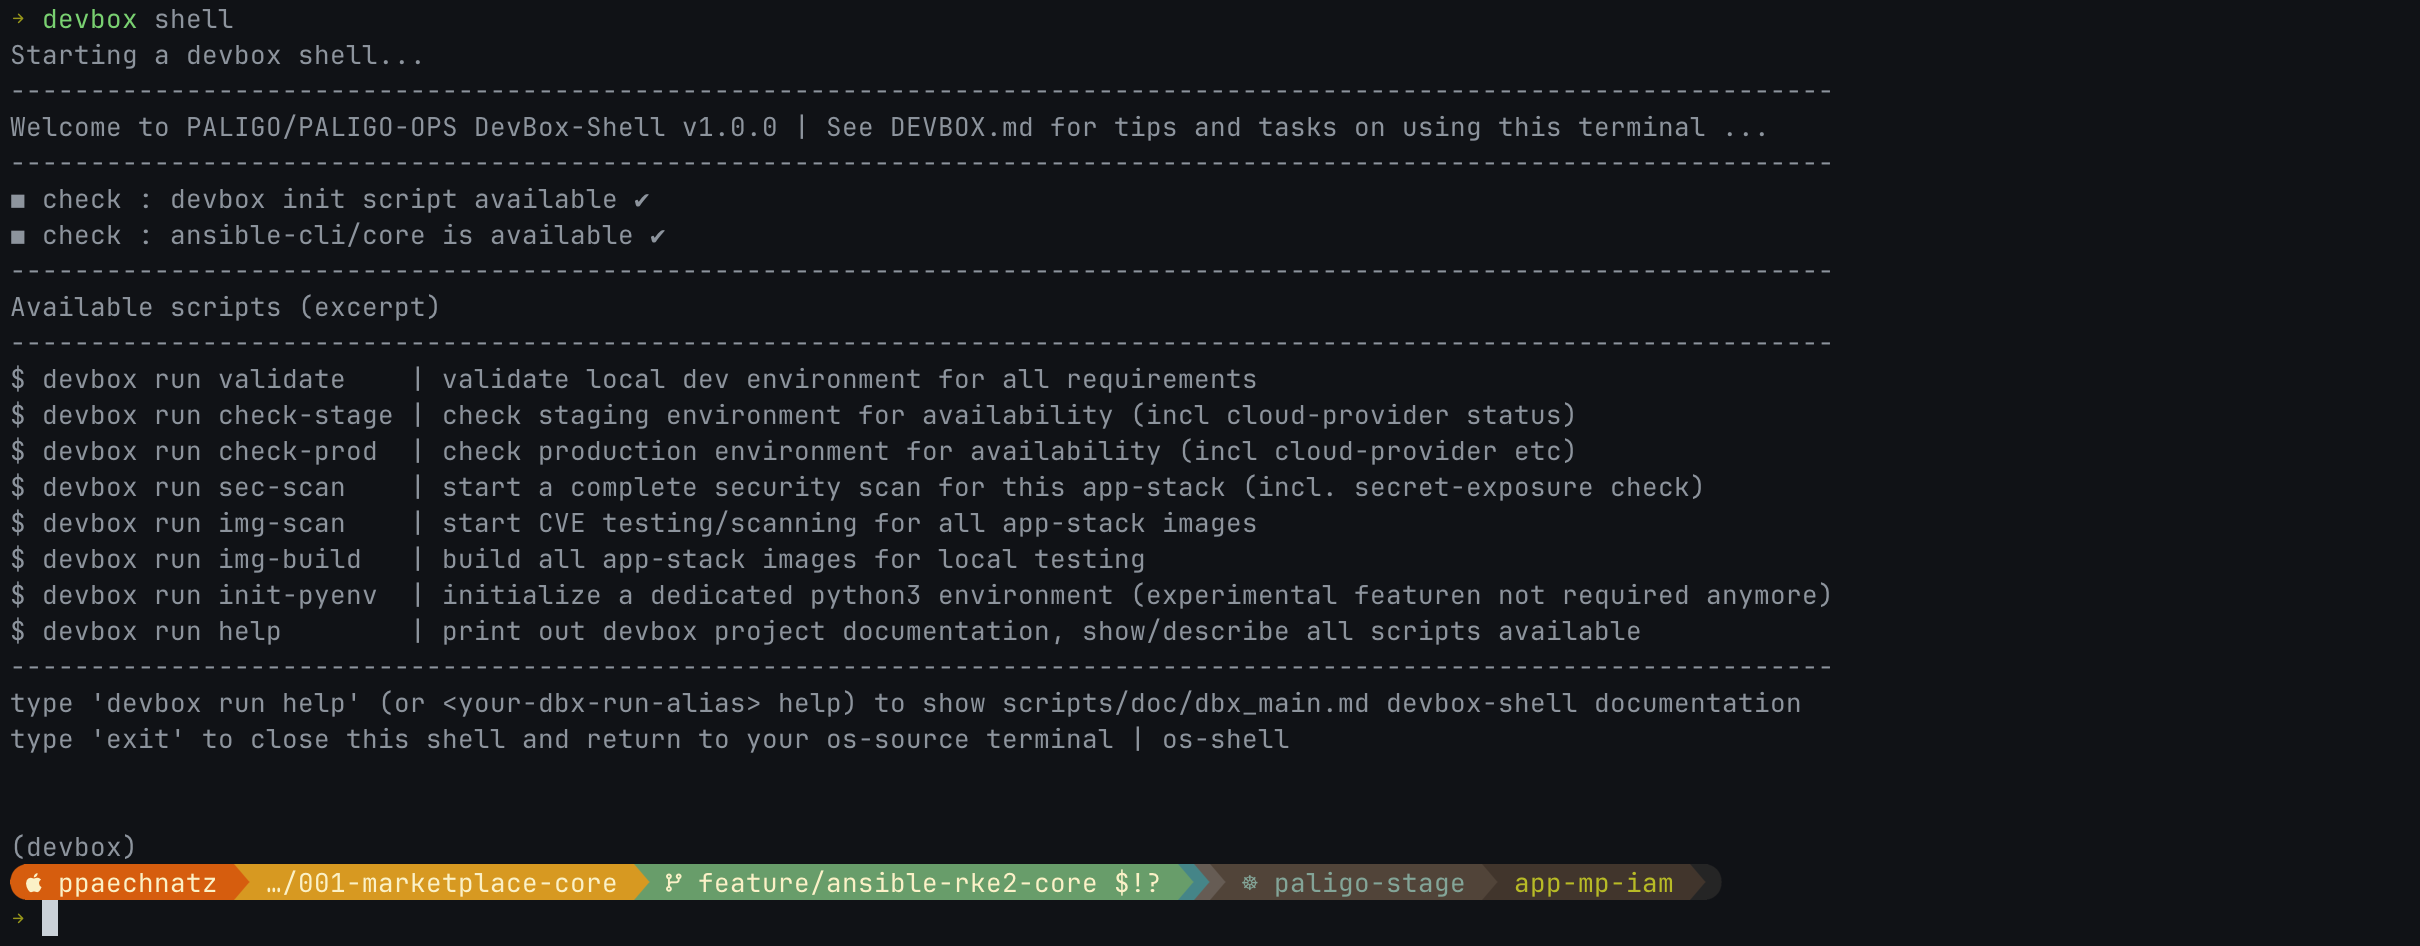 → devbox shell
Starting a devbox shell...
------------------------------------------------------------------------------------------------------------------
Welcome to PALIGO/PALIGO-OPS DevBox-Shell v1.0.0 | See DEVBOX.md for tips and tasks on using this terminal ...
------------------------------------------------------------------------------------------------------------------
■ check : devbox init script available ✔
■ check : ansible-cli/core is available ✔
------------------------------------------------------------------------------------------------------------------
Available scripts (excerpt)
------------------------------------------------------------------------------------------------------------------
$ devbox run validate    | validate local dev environment for all requirements
$ devbox run check-stage | check staging environment for availability (incl cloud-provider status)
$ devbox run check-prod  | check production environment for availability (incl cloud-provider etc)
$ devbox run sec-scan    | start a complete security scan for this app-stack (incl. secret-exposure check)
$ devbox run img-scan    | start CVE testing/scanning for all app-stack images
$ devbox run img-build   | build all app-stack images for local testing
$ devbox run init-pyenv  | initialize a dedicated python3 environment (experimental featuren not required anymore)
$ devbox run help        | print out devbox project documentation, show/describe all scripts available
------------------------------------------------------------------------------------------------------------------
type 'devbox run help' (or <your-dbx-run-alias> help) to show scripts/doc/dbx_main.md devbox-shell documentation
type 'exit' to close this shell and return to your os-source terminal | os-shell
(devbox)
ppaechnatz …/001-marketplace-core feature/ansible-rke2-core $!? ☸ paligo-stage app-mp-iam
→